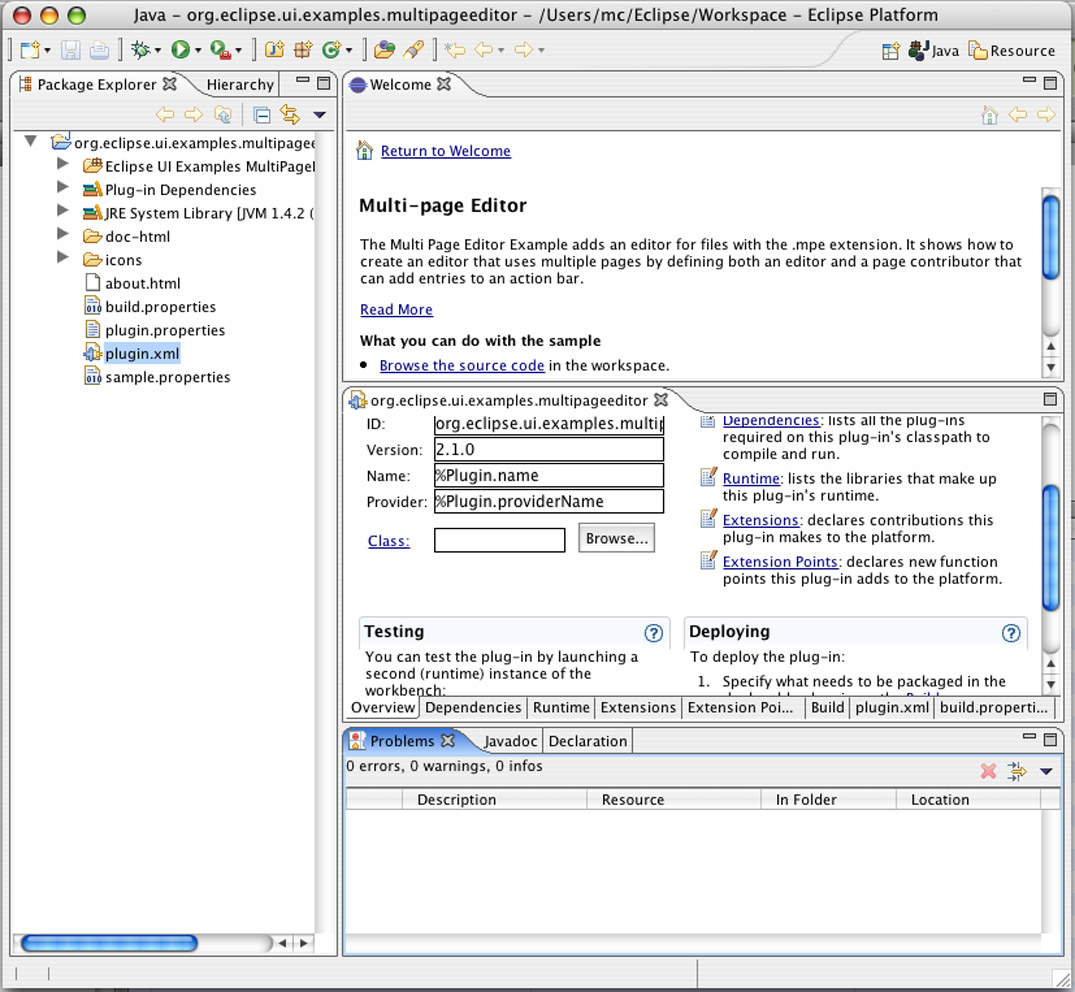 Java – org.eclipse.ui.examples.multipageeditor – /Users/mc/Eclipse/Workspace – Eclipse Platform
Java Resource
Package Explorer Hierarchy
org.eclipse.ui.examples.multipagee
Eclipse UI Examples MultiPageE
Plug-in Dependencies
JRE System Library [JVM 1.4.2 (
doc-html
icons
about.html
build.properties
plugin.properties
plugin.xml
sample.properties
Welcome
Return to Welcome
Multi-page Editor
The Multi Page Editor Example adds an editor for files with the .mpe extension. It shows how to
create an editor that uses multiple pages by defining both an editor and a page contributor that
can add entries to an action bar.
Read More
What you can do with the sample
• Browse the source code in the workspace.
org.eclipse.ui.examples.multipageeditor
ID: org.eclipse.ui.examples.multip
Version: 2.1.0
Name: %Plugin.name
Provider: %Plugin.providerName
Class: Browse...
Dependencies: lists all the plug-ins
required on this plug-in's classpath to
compile and run.
Runtime: lists the libraries that make up
this plug-in's runtime.
Extensions: declares contributions this
plug-in makes to the platform.
Extension Points: declares new function
points this plug-in adds to the platform.
Testing
You can test the plug-in by launching a
second (runtime) instance of the
workbench:
Deploying
To deploy the plug-in:
1. Specify what needs to be packaged in the
Overview Dependencies Runtime Extensions Extension Poi... Build plugin.xml build.properti...
Problems Javadoc Declaration
0 errors, 0 warnings, 0 infos
Description Resource In Folder Location